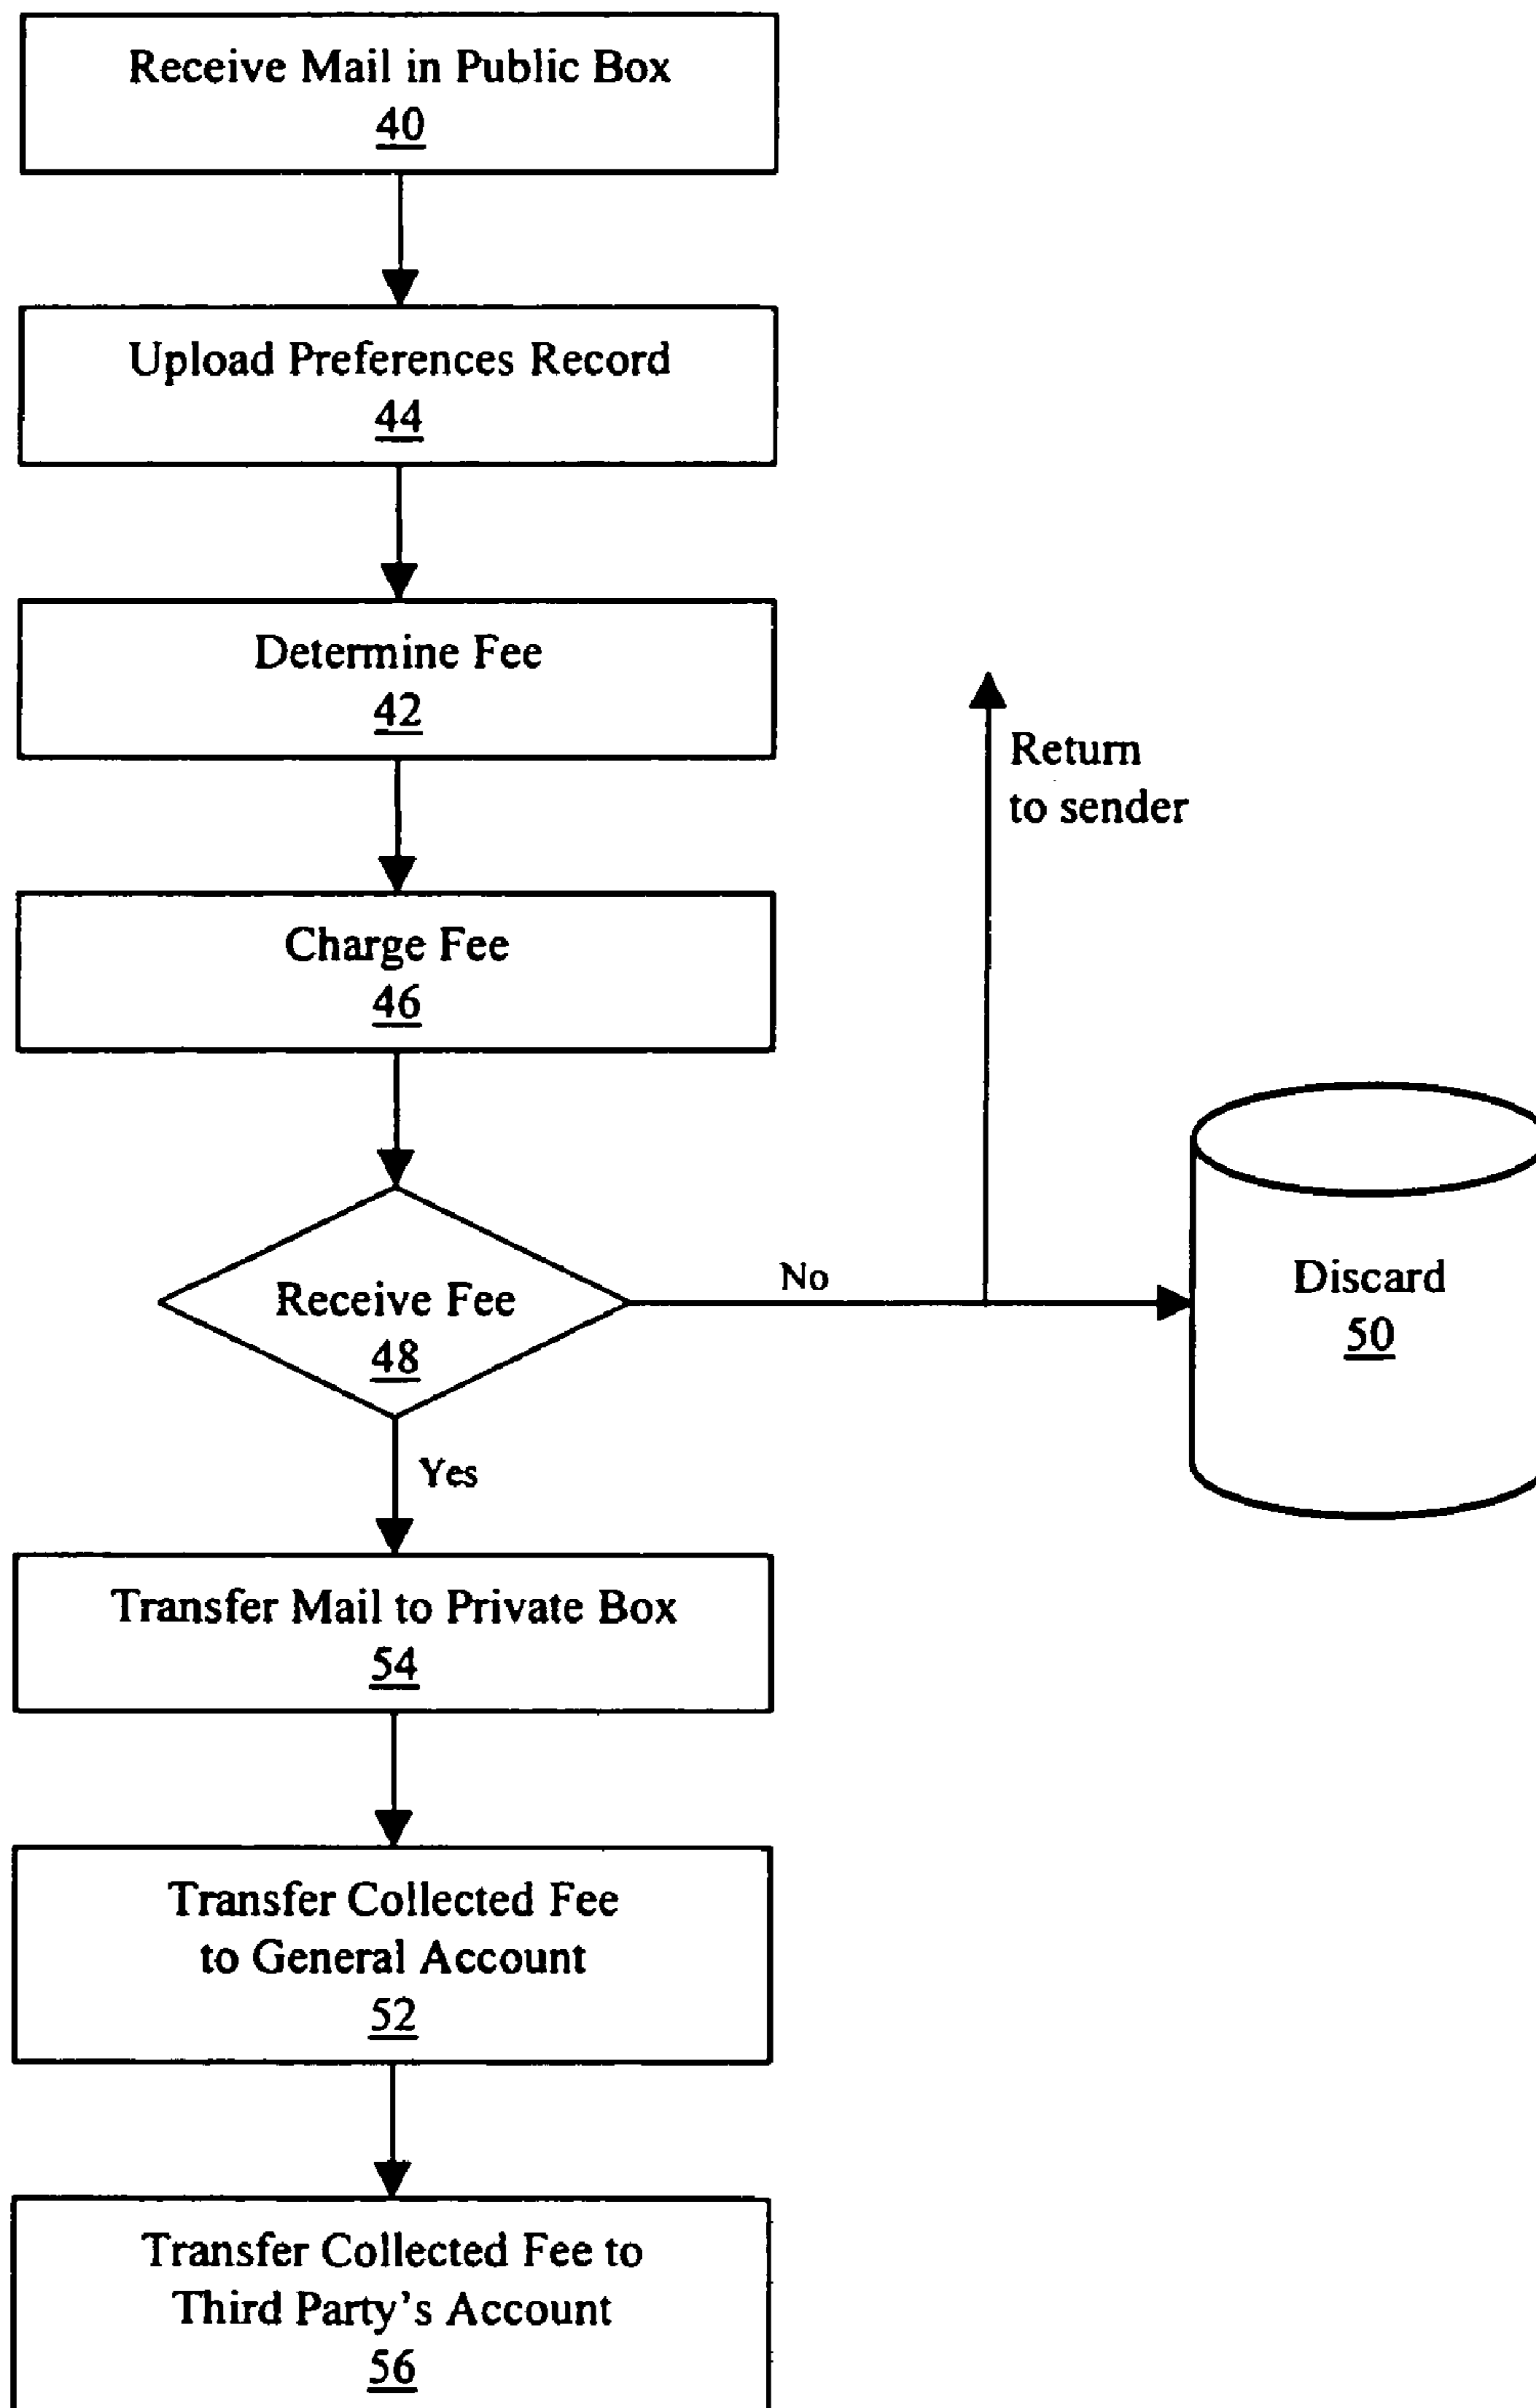 Receive Mail in Public Box
40
Upload Preferences Record
44
Determine Fee
42
Return
to sender
Charge Fee
46
Receive Fee
48
No
Discard
50
Yes
Transfer Mail to Private Box
54
Transfer Collected Fee
to General Account
52
Transfer Collected Fee to
Third Party's Account
56